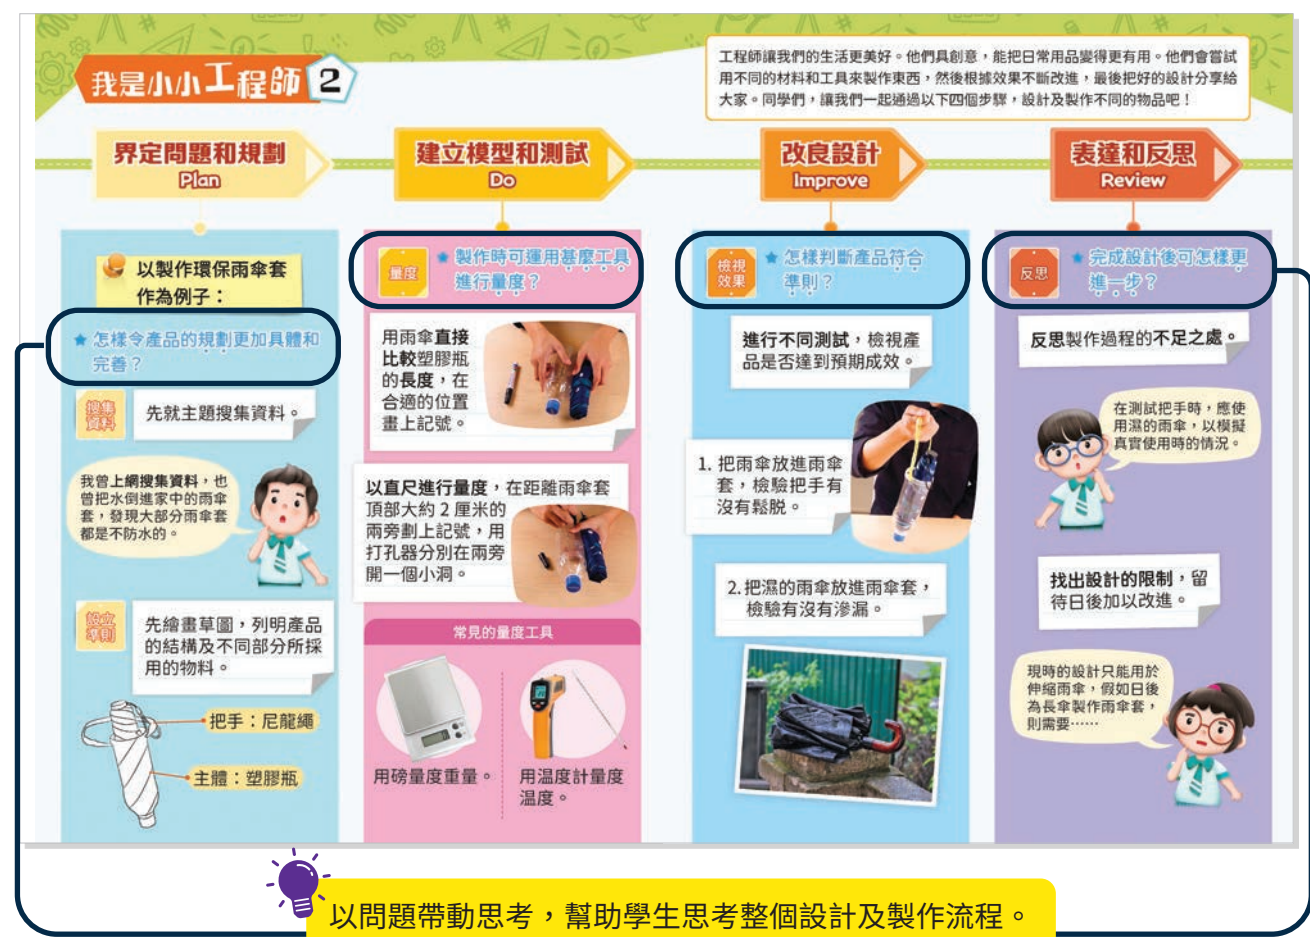 我是小小工程師 2
工程師讓我們的生活更美好。他們具創意，能把日常用品變得更有用。他們會嘗試
用不同的材料和工具來製作東西，然後根據效果不斷改進，最後把好的設計分享給
大家。同學們，讓我們一起通過以下四個步驟，設計及製作不同的物品吧！
界定問題和規劃
Plan
以製作環保雨傘套
作為例子：
★ 怎樣令產品的規劃更加具體和
完善？
搜集
資料
先就主題搜集資料。
我曾上網搜集資料，也
曾把水倒進家中的雨傘
套，發現大部分雨傘套
都是不防水的。
設立
準則
先繪畫草圖，列明產品
的結構及不同部分所採
用的物料。
把手：尼龍繩
主體：塑膠瓶
建立模型和測試
Do
量度
★ 製作時可運用甚麼工具
進行量度？
用雨傘直接
比較塑膠瓶
的長度，在
合適的位置
畫上記號。
以直尺進行量度，在距離雨傘套
頂部大約 2 厘米的
兩旁劃上記號，用
打孔器分別在兩旁
開一個小洞。
常見的量度工具
用磅量度重量。
用溫度計量度
溫度。
改良設計
Improve
檢視
效果
★ 怎樣判斷產品符合
準則？
進行不同測試，檢視產
品是否達到預期成效。
1. 把雨傘放進雨傘
套，檢驗把手有
沒有鬆脫。
2. 把濕的雨傘放進雨傘套，
檢驗有沒有滲漏。
表達和反思
Review
反思
★ 完成設計後可怎樣更
進一步？
反思製作過程的不足之處。
在測試把手時，應使
用濕的雨傘，以模擬
真實使用時的情況。
找出設計的限制，留
待日後加以改進。
現時的設計只能用於
伸縮雨傘，假如日後
為長傘製作雨傘套，
則需要⋯⋯
以問題帶動思考，幫助學生思考整個設計及製作流程。